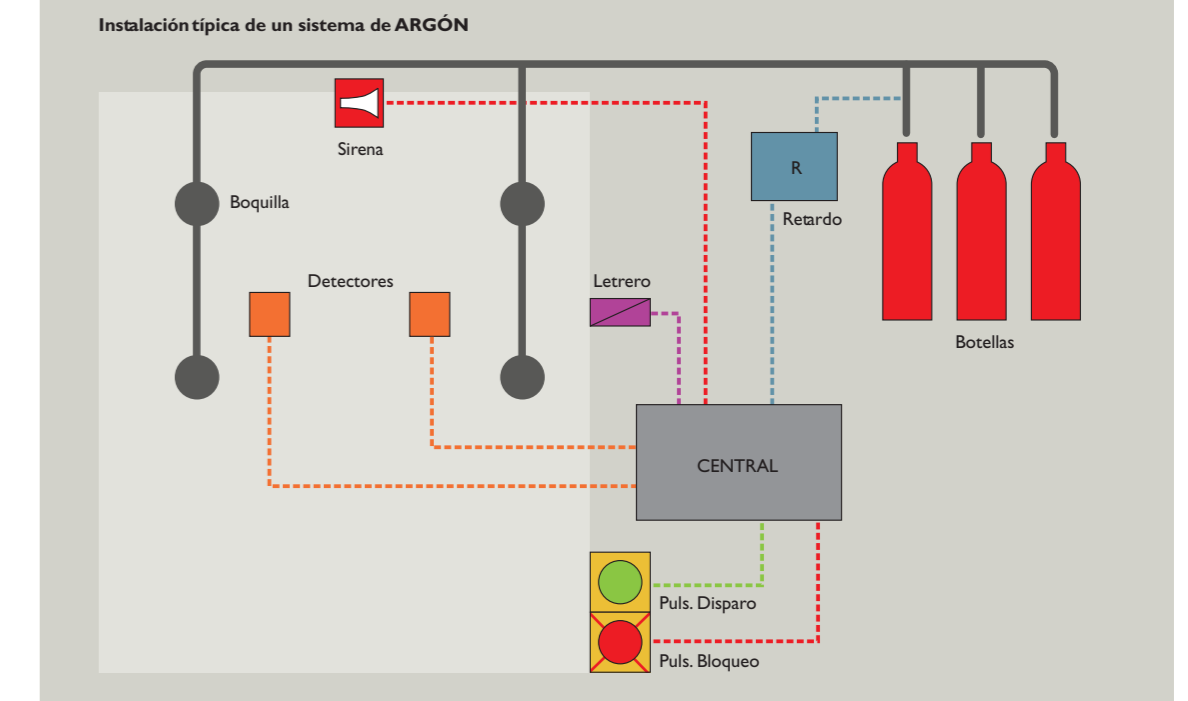 Instalación típica de un sistema de ARGÓN
Sirena
Boquilla
R
Retardo
Detectores
Letrero
Botellas
CENTRAL
Puls. Disparo
Puls. Bloqueo